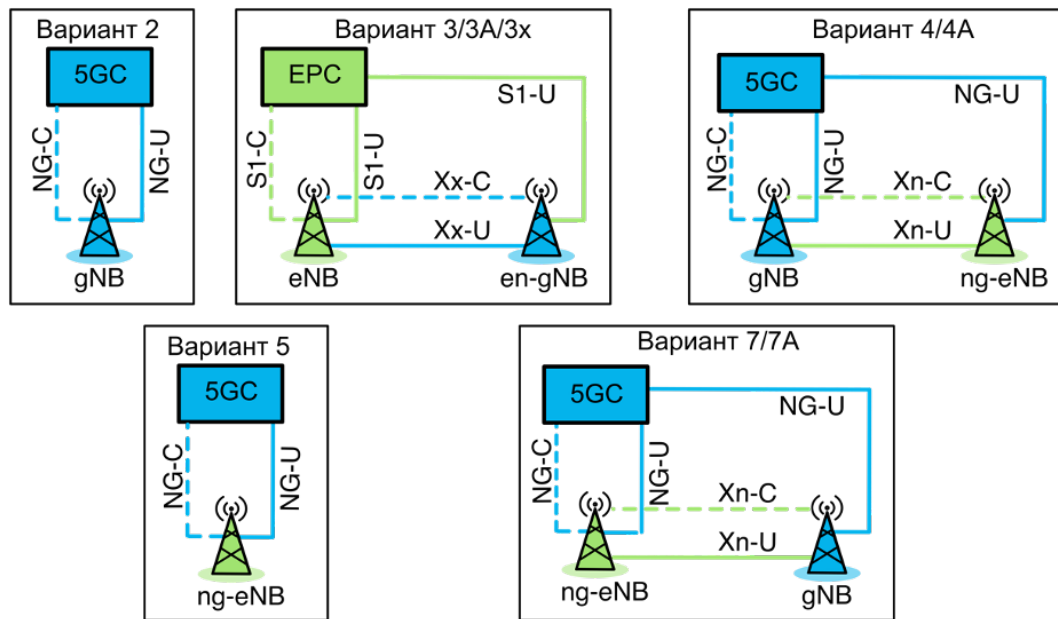 Вариант 2
5GC
NG-C
NG-U
gNB
Вариант 3/3A/3x
EPC
S1-U
S1-C
S1-U
Xx-C
Xx-U
eNB
en-gNB
Вариант 4/4A
5GC
NG-U
NG-C
NG-U
Xn-C
Xn-U
gNB
ng-eNB
Вариант 5
5GC
NG-C
NG-U
ng-eNB
Вариант 7/7A
5GC
NG-U
NG-C
NG-U
Xn-C
Xn-U
ng-eNB
gNB